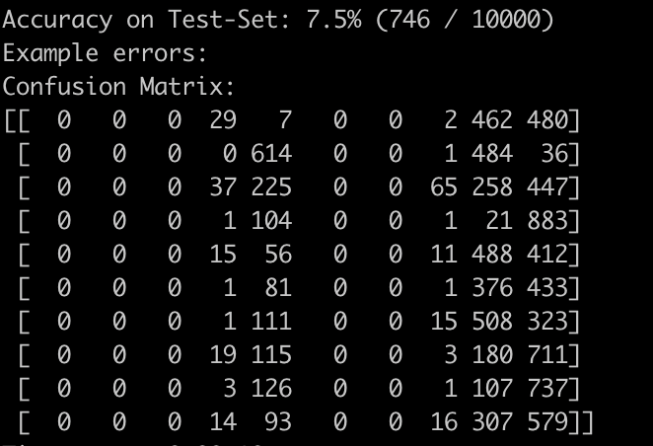 Accuracy on Test-Set: 7.5% (746 / 10000)
Example errors:
Confusion Matrix:
[[  0   0   0  29   7   0   0   2 462 480]
 [  0   0   0   0 614   0   0   1 484  36]
 [  0   0   0  37 225   0   0  65 258 447]
 [  0   0   0   1 104   0   0   1  21 883]
 [  0   0   0  15  56   0   0  11 488 412]
 [  0   0   0   1  81   0   0   1 376 433]
 [  0   0   0   1 111   0   0  15 508 323]
 [  0   0   0  19 115   0   0   3 180 711]
 [  0   0   0   3 126   0   0   1 107 737]
 [  0   0   0  14  93   0   0  16 307 579]]